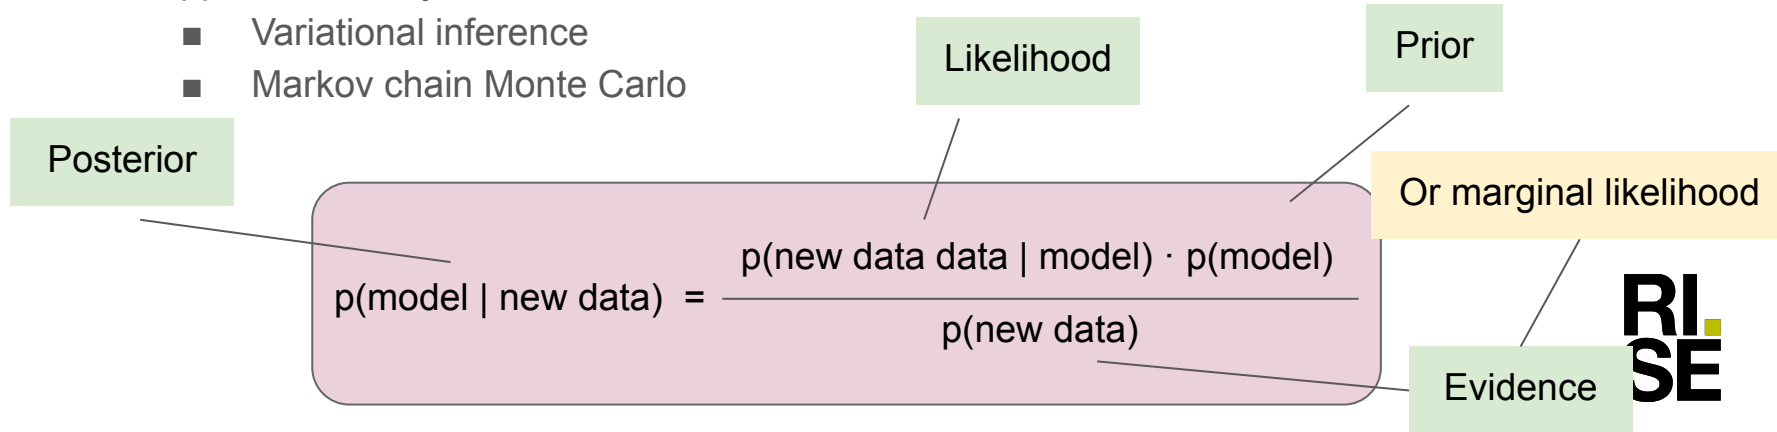 ■ Variational inference
■ Markov chain Monte Carlo
Likelihood
Prior
Posterior
Or marginal likelihood
p(new data data | model) · p(model)
p(model | new data) =
p(new data)
Evidence
RI.
SE